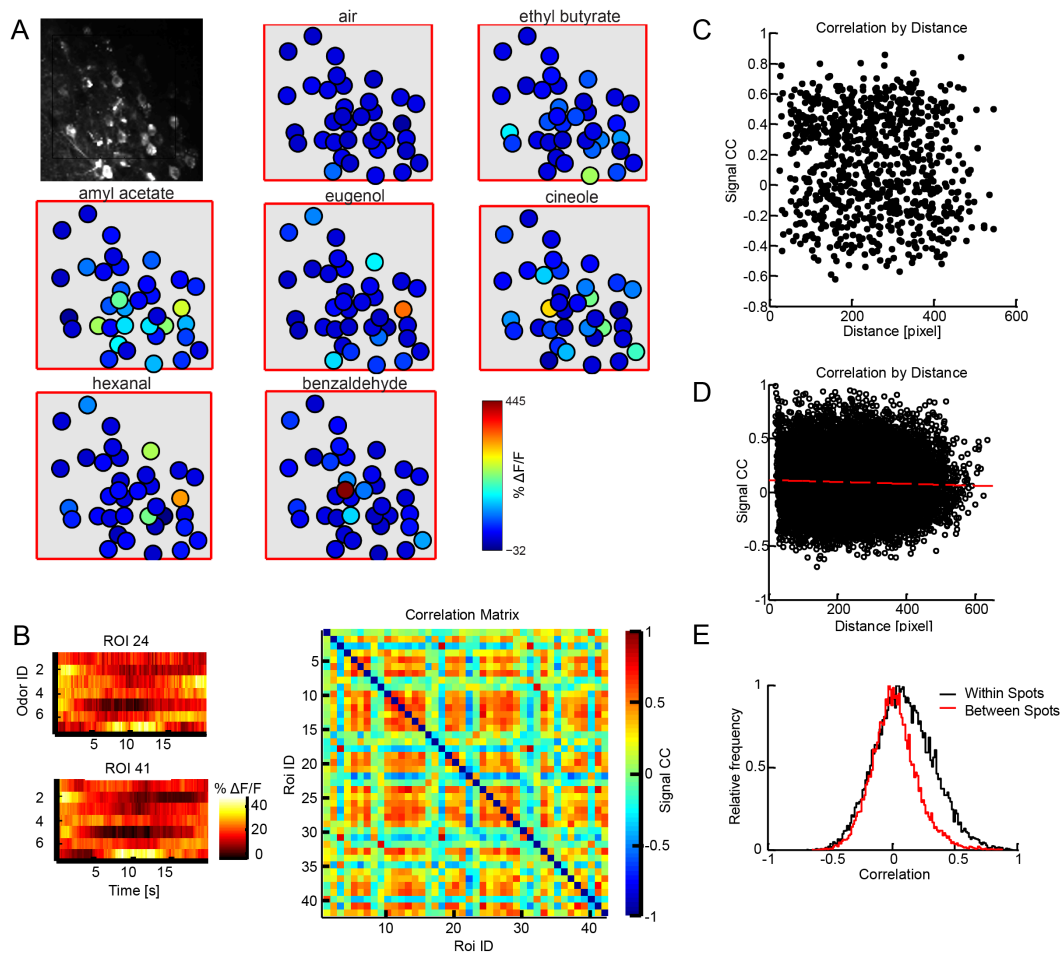 A
air
ethyl butyrate
amyl acetate
eugenol
cineole
hexanal
benzaldehyde
445
% ΔF/F
−32
B
ROI 24
Odor ID
2
4
6
5 10 15
ROI 41
2
4
6
5 10 15
Time [s]
% ΔF/F
40
20
0
Correlation Matrix
Roi ID
5
10
15
20
25
30
35
40
10 20 30 40
Roi ID
1
0.5
0
-0.5
-1
Signal CC
C
Correlation by Distance
Signal CC
1
0.8
0.6
0.4
0.2
0
-0.2
-0.4
-0.6
-0.8
0 200 400 600
Distance [pixel]
D
Correlation by Distance
Signal CC
1
0.5
0
-0.5
-1
0 200 400 600
Distance [pixel]
E
Relative frequency
1
0.5
0
-1 -0.5 0 0.5 1
Correlation
Within Spots
Between Spots